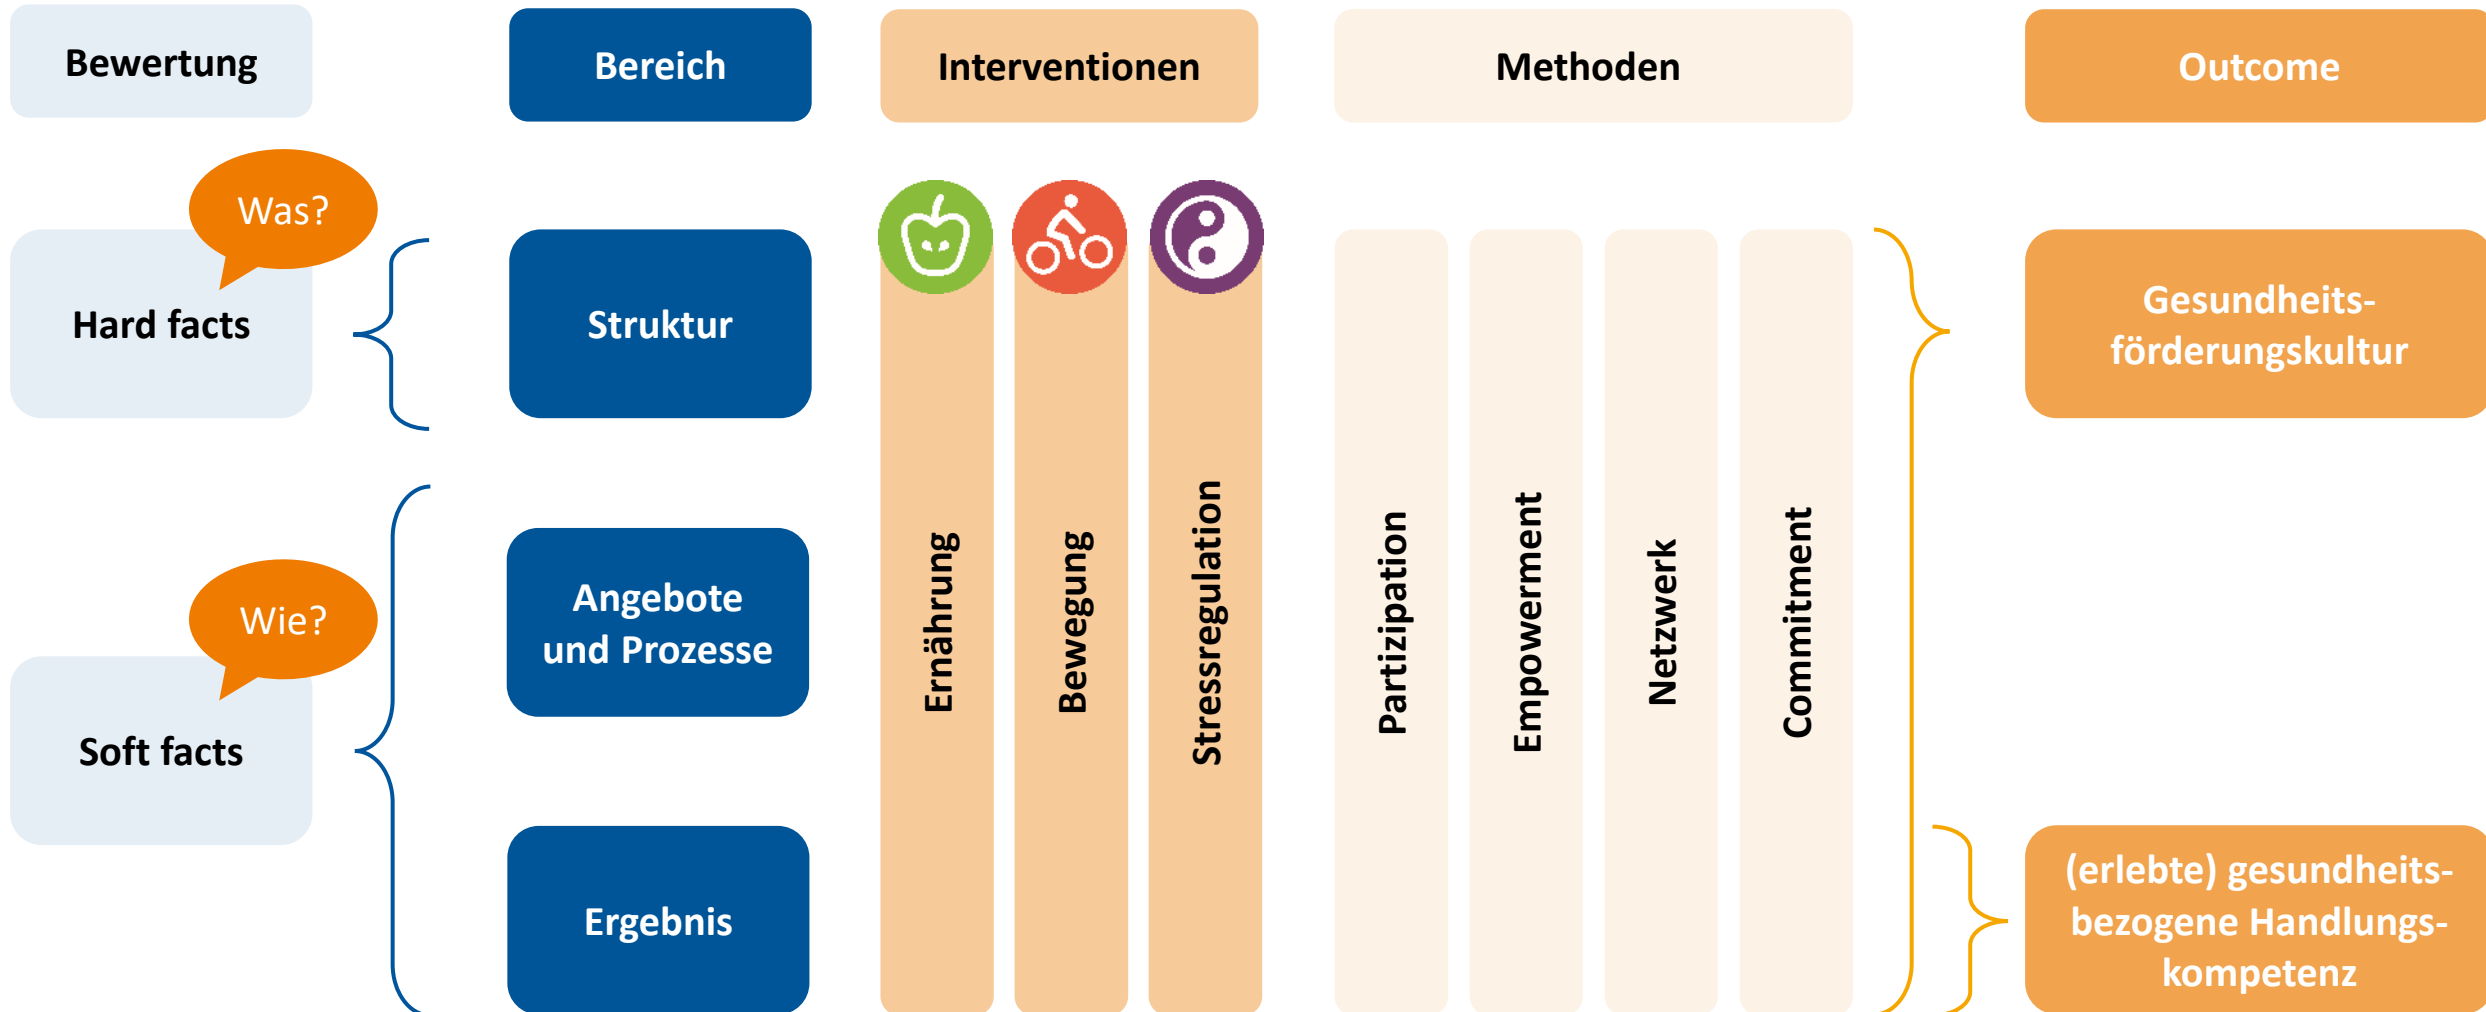 Bewertung
Bereich
Interventionen
Methoden
Outcome
Was?
Hard facts
Struktur
Gesundheits-
förderungskultur
Wie?
Soft facts
Angebote
und Prozesse
Ergebnis
Ernährung
Bewegung
Stressregulation
Partizipation
Empowerment
Netzwerk
Commitment
(erlebte) gesundheits-
bezogene Handlungs-
kompetenz